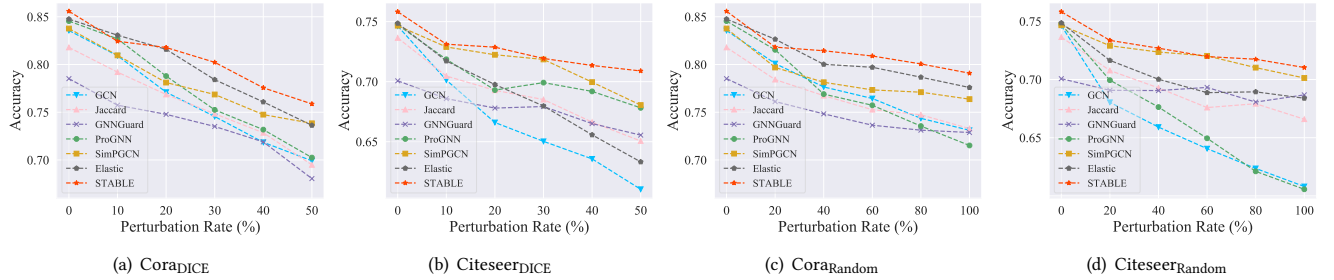 0.85
0.80
0.75
0.70
Accuracy
GCN
Jaccard
GNNGuard
ProGNN
SimPGCN
Elastic
STABLE
0 10 20 30 40 50
Perturbation Rate (%)
(a) CoraDICE
0.75
0.70
0.65
Accuracy
GCN
Jaccard
GNNGuard
ProGNN
SimPGCN
Elastic
STABLE
0 10 20 30 40 50
Perturbation Rate (%)
(b) CiteseerDICE
0.85
0.80
0.75
0.70
Accuracy
GCN
Jaccard
GNNGuard
ProGNN
SimPGCN
Elastic
STABLE
0 20 40 60 80 100
Perturbation Rate (%)
(c) CoraRandom
0.75
0.70
0.65
Accuracy
GCN
Jaccard
GNNGuard
ProGNN
SimPGCN
Elastic
STABLE
0 20 40 60 80 100
Perturbation Rate (%)
(d) CiteseerRandom